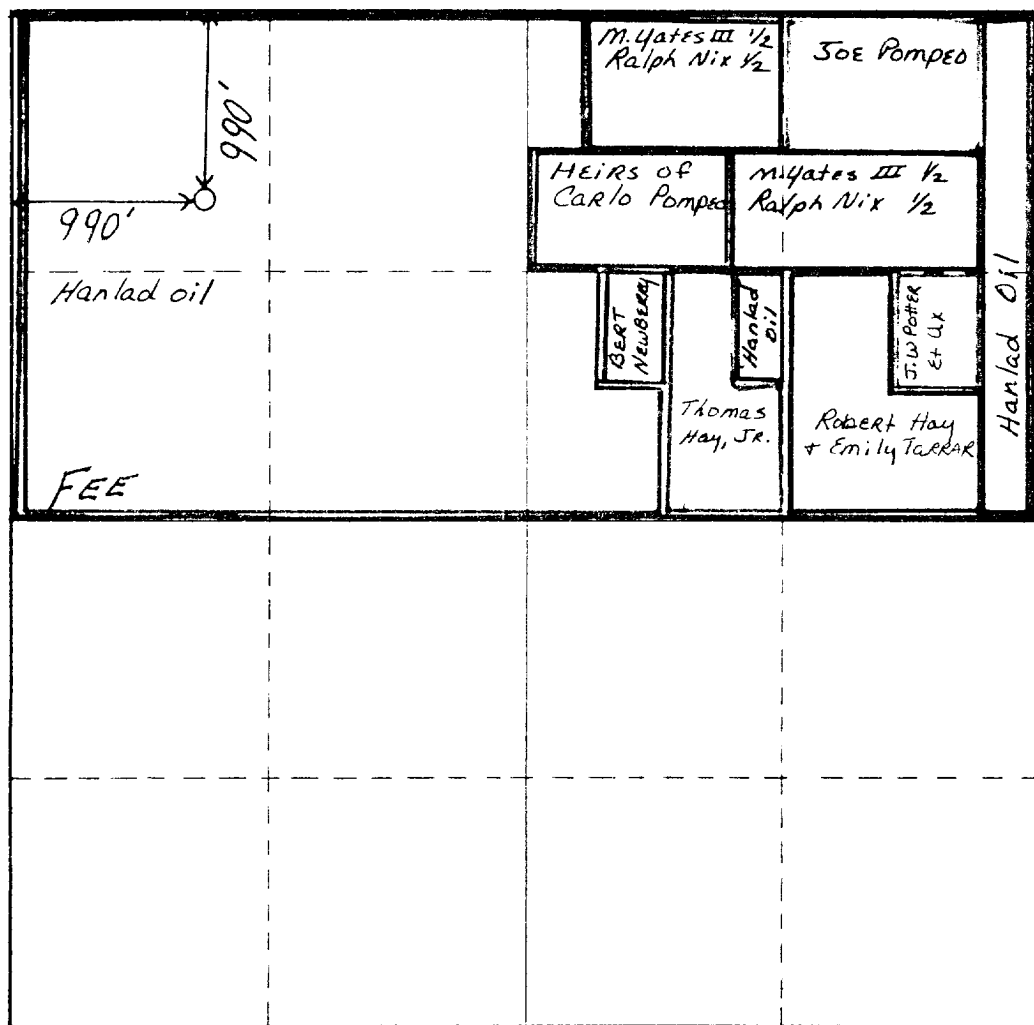 M. Yates III 1/2
Ralph Nix 1/2
JOE Pompeo
990'
990'
HEIRS OF
CARLO Pompeo
M Yates III 1/2
Ralph Nix 1/2
Hanlad oil
BERT
NEWBERRY
Hanlad
Oil
J.W Potter
Et Ux
Hanlad Oil
Thomas
Hay, JR.
ROBERT Hay
+ Emily TARRAR
FEE